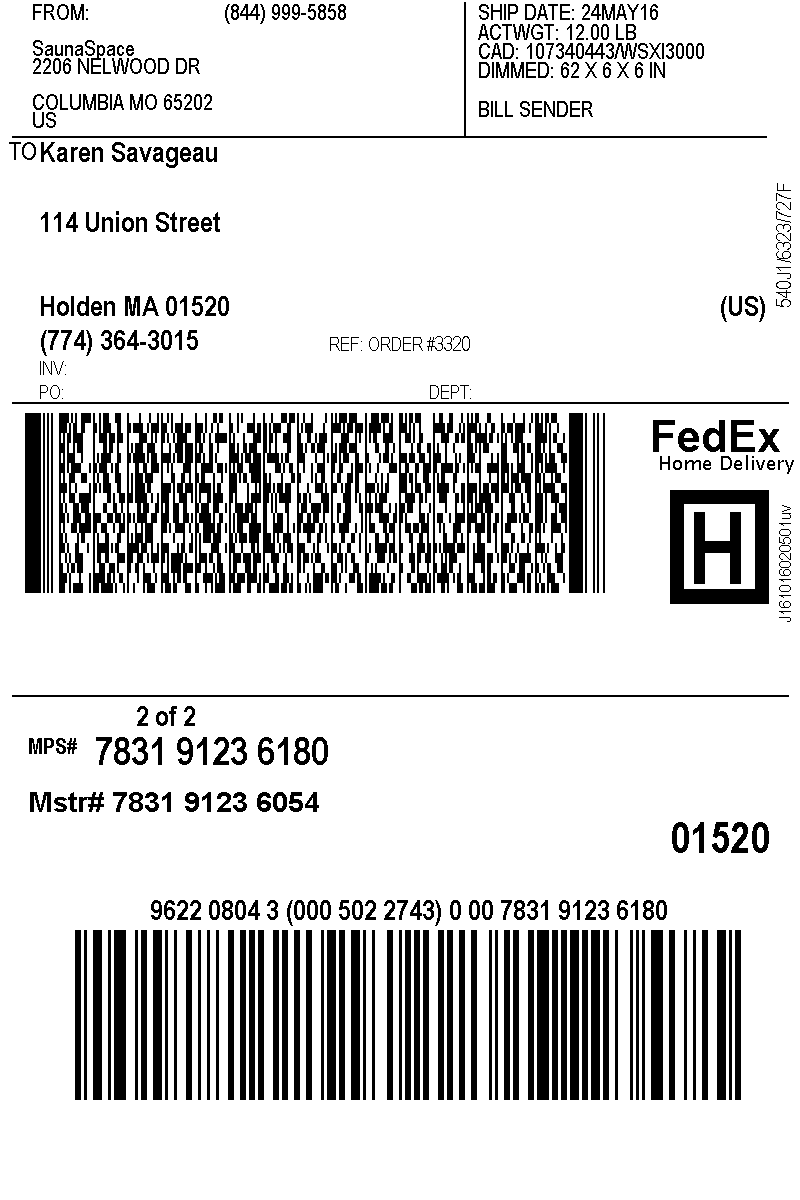 FROM: (844) 999-5858
SaunaSpace
2206 NELWOOD DR
COLUMBIA MO 65202
US
SHIP DATE: 24MAY16
ACTWGT: 12.00 LB
CAD: 107340443/WSXI3000
DIMMED: 62 X 6 X 6 IN
BILL SENDER
TO Karen Savageau
114 Union Street
Holden MA 01520 (US)
(774) 364-3015 REF: ORDER #3320
INV:
PO: DEPT:
540J1/6323/727F
FedEx
Home Delivery
H
J161016020501uv
2 of 2
MPS# 7831 9123 6180
Mstr# 7831 9123 6054
01520
9622 0804 3 (000 502 2743) 0 00 7831 9123 6180